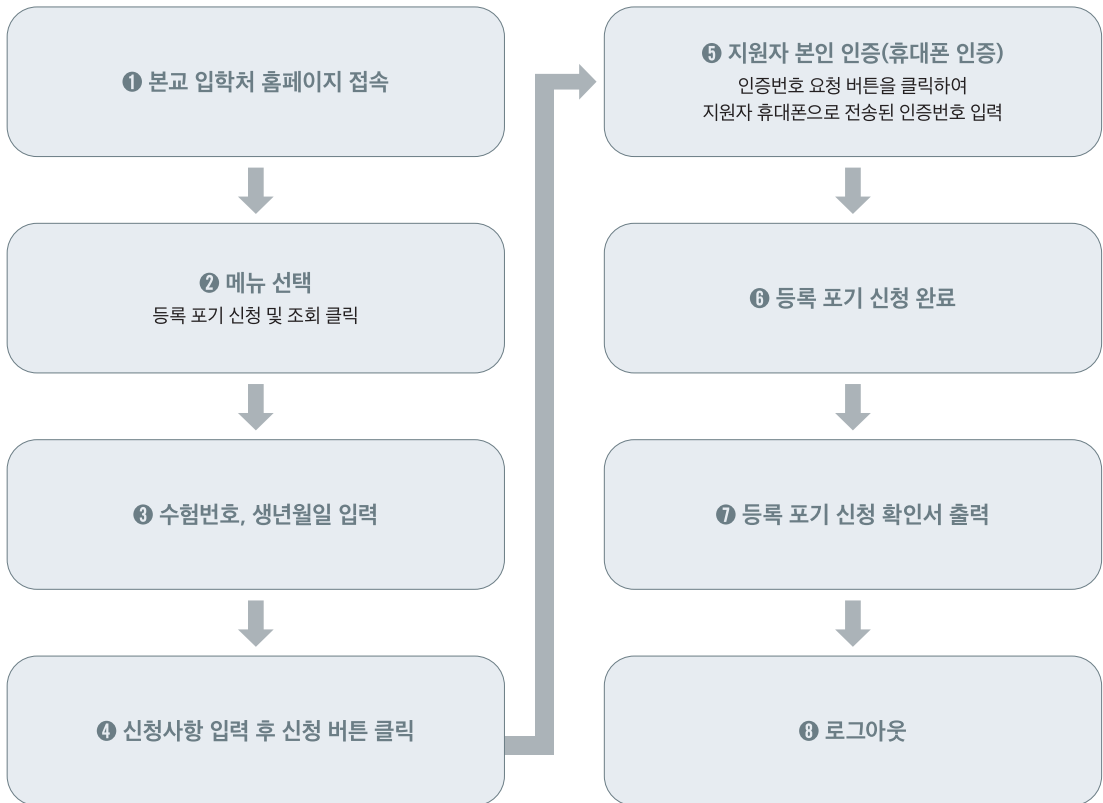 ❶ 본교 입학처 홈페이지 접속
❷ 메뉴 선택
등록 포기 신청 및 조회 클릭
❸ 수험번호, 생년월일 입력
❹ 신청사항 입력 후 신청 버튼 클릭
❺ 지원자 본인 인증(휴대폰 인증)
인증번호 요청 버튼을 클릭하여
지원자 휴대폰으로 전송된 인증번호 입력
❻ 등록 포기 신청 완료
❼ 등록 포기 신청 확인서 출력
❽ 로그아웃